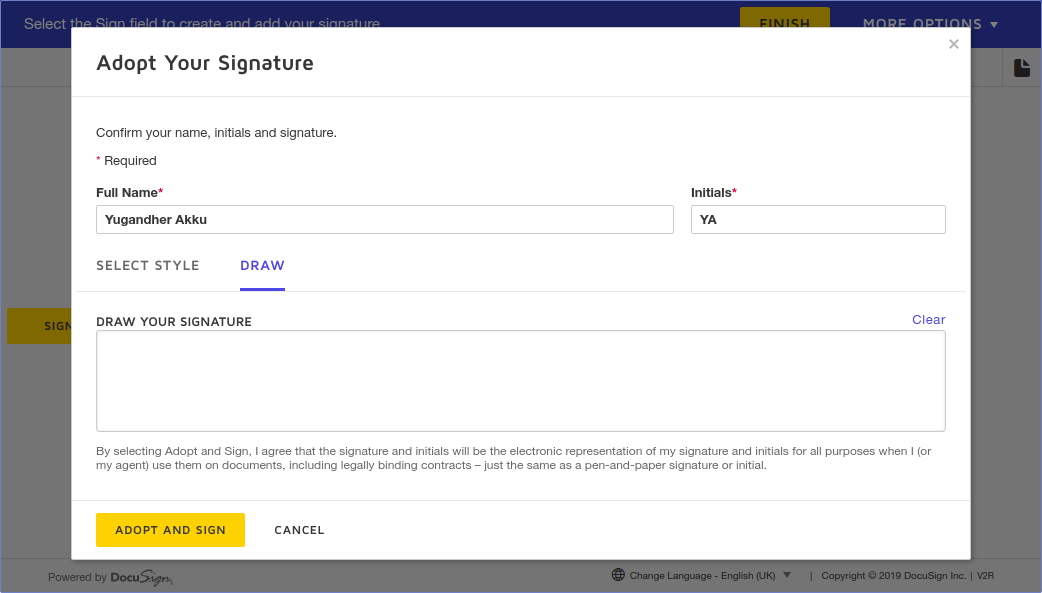 Select the Sign field to create and add your signature.
FINISH
MORE OPTIONS
Adopt Your Signature
Confirm your name, initials and signature.
* Required
Full Name*
Initials*
Yugandher Akku
YA
SELECT STYLE
DRAW
DRAW YOUR SIGNATURE
Clear
SIGN
By selecting Adopt and Sign, I agree that the signature and initials will be the electronic representation of my signature and initials for all purposes when I (or
my agent) use them on documents, including legally binding contracts – just the same as a pen-and-paper signature or initial.
ADOPT AND SIGN
CANCEL
Powered by DocuSign
Change Language - English (UK) | Copyright © 2019 DocuSign Inc. | V2R